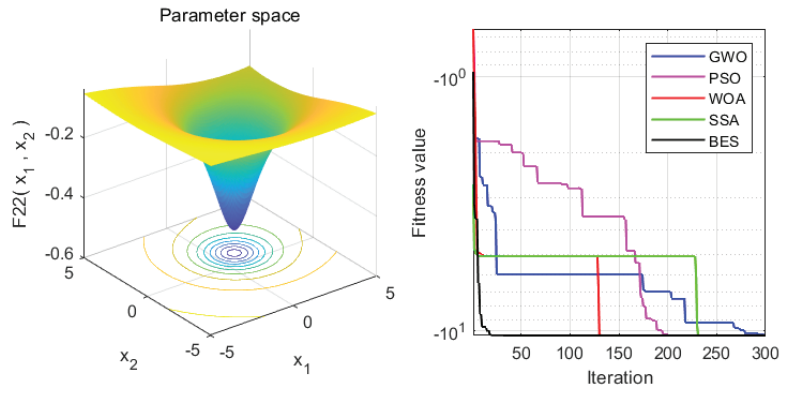 Parameter space
F22( x1 , x2 )
-0.2
-0.4
-0.6
5
0
-5
x2
-5
0
5
x1
Fitness value
-10^0
-10^1
GWO
PSO
WOA
SSA
BES
50 100 150 200 250 300
Iteration